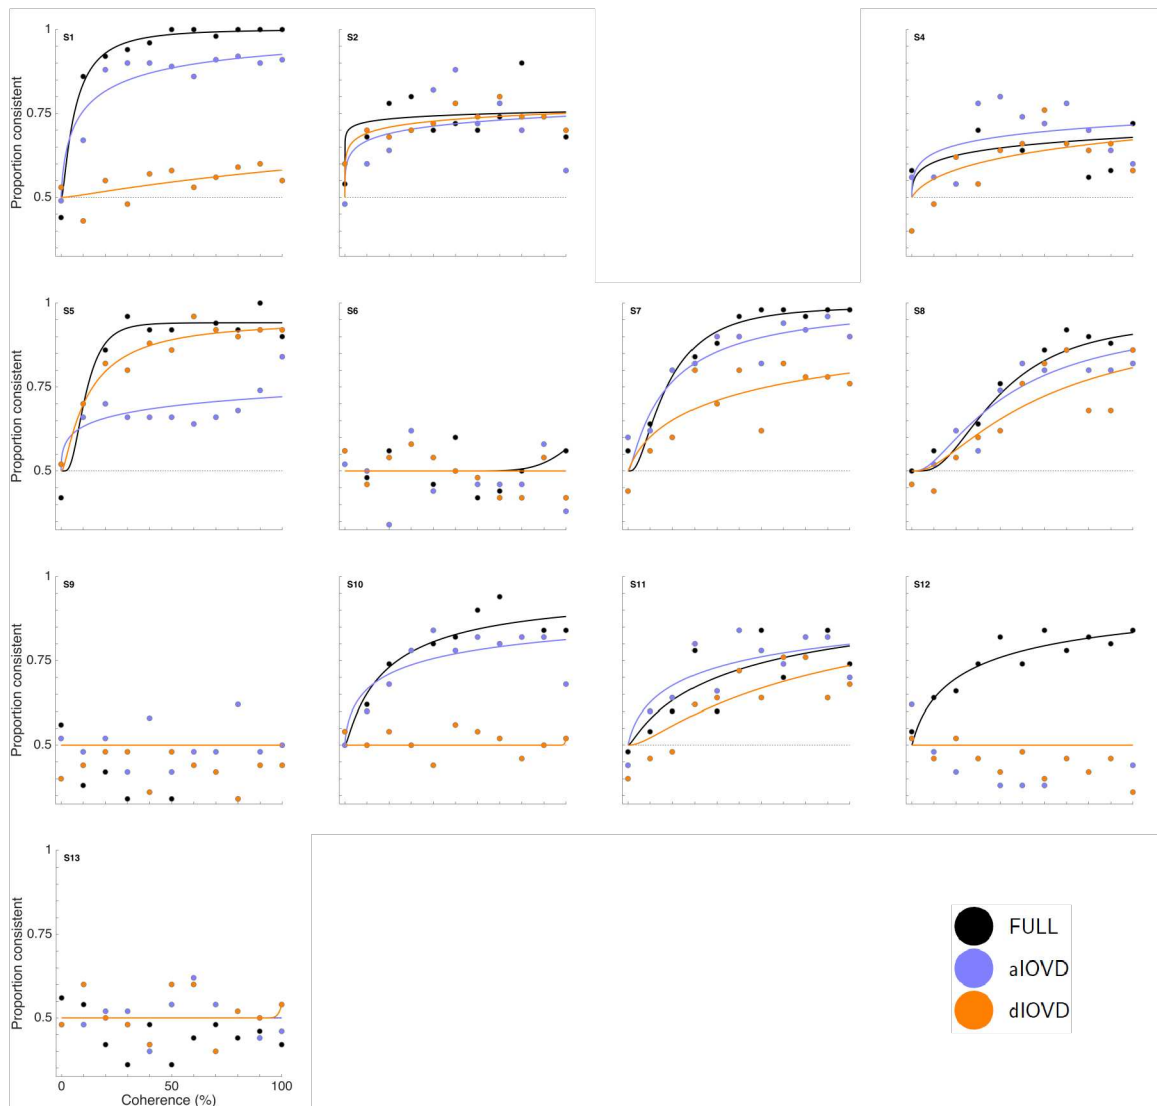 S1
S2
S4
Proportion consistent
1
0.75
0.5
S5
S6
S7
S8
Proportion consistent
1
0.75
0.5
S9
S10
S11
S12
Proportion consistent
1
0.75
0.5
S13
Proportion consistent
1
0.75
0.5
0
50
100
Coherence (%)
FULL
aIOVD
dIOVD